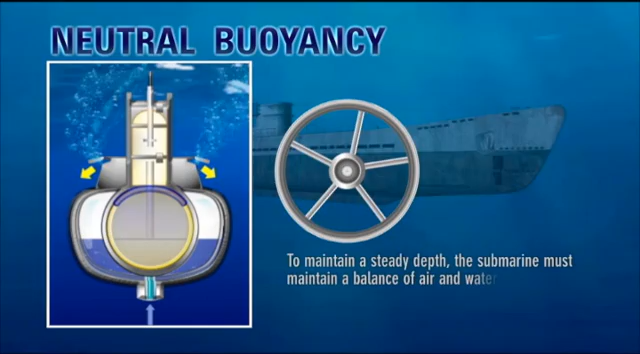 NEUTRAL BUOYANCY
To maintain a steady depth, the submarine must
maintain a balance of air and water